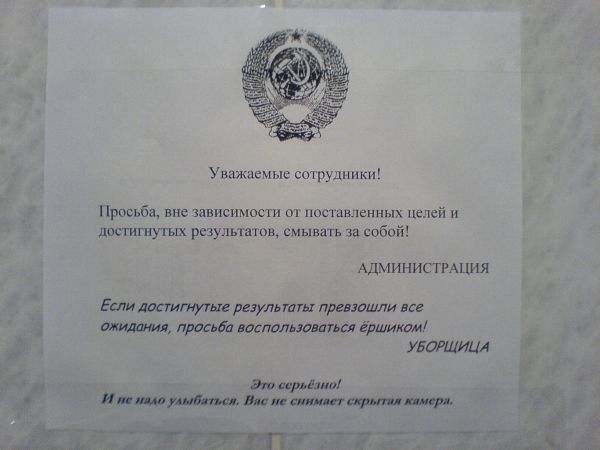 Уважаемые сотрудники!
Просьба, вне зависимости от поставленных целей и
достигнутых результатов, смывать за собой!
АДМИНИСТРАЦИЯ
Если достигнутые результаты превзошли все
ожидания, просьба воспользоваться ёршиком!
УБОРЩИЦА
Это серьёзно!
И не надо улыбаться. Вас не снимает скрытая камера.